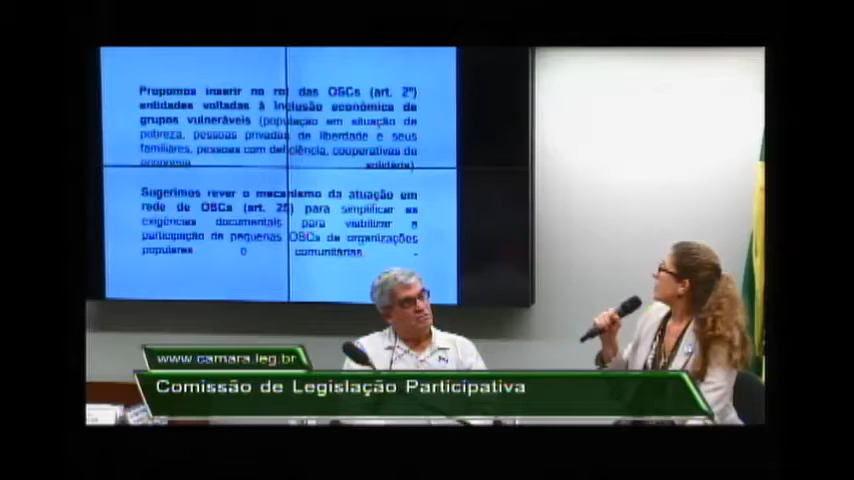 Propomos inserir no rol das OSCs (art. 2º)
entidades voltadas à inclusão econômica de
grupos vulneráveis (população em situação de
pobreza, pessoas privadas de liberdade e seus
familiares, pessoas com deficiência, cooperativas de
economia solidária)
Sugerimos rever o mecanismo da atuação em
rede de OSCs (art. 25) para simplificar as
exigências documentais para viabilizar a
participação de pequenas OSCs de organizações
populares e comunitárias.
www.camara.leg.br
Comissão de Legislação Participativa